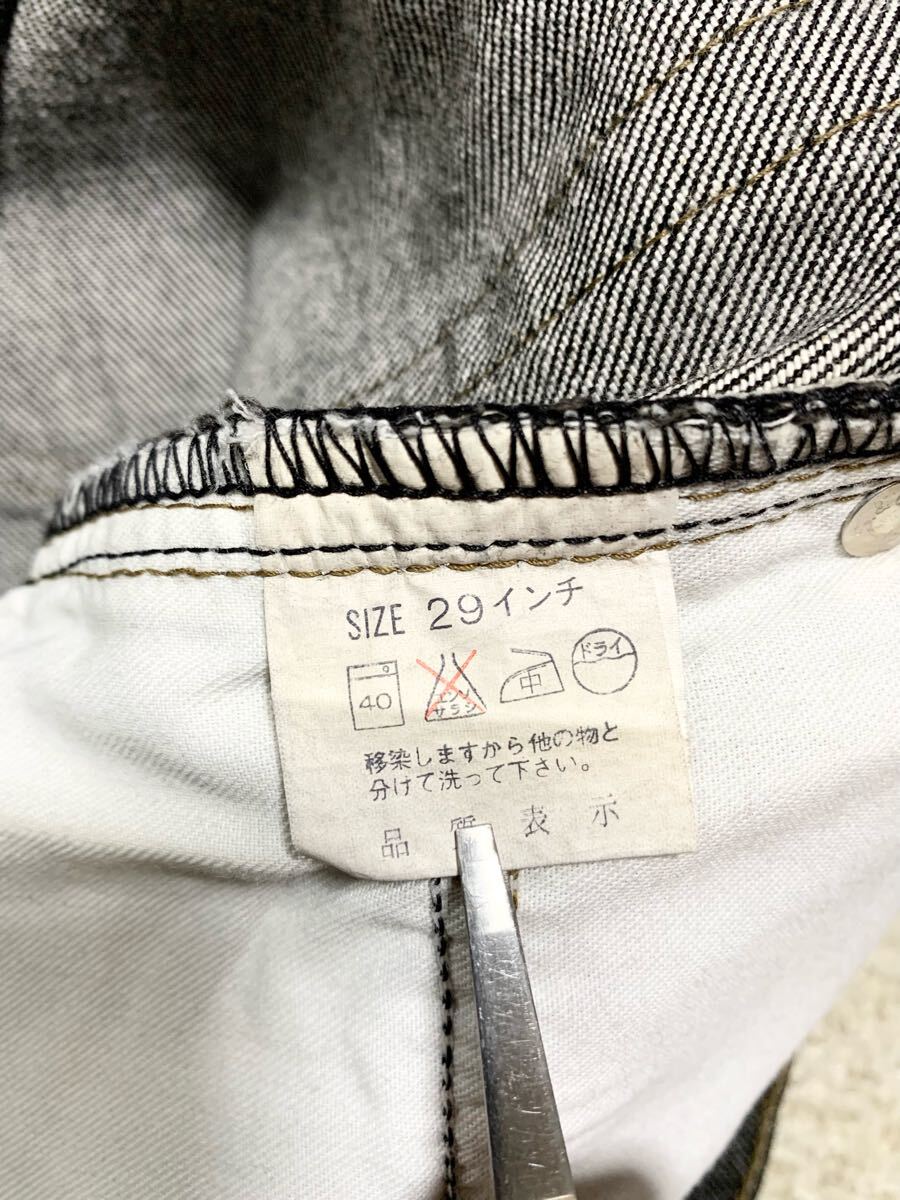 SIZE 29インチ
40 エンソ サラシ 中 ドライ
移染しますから他の物と
分けて洗って下さい。
品質表示